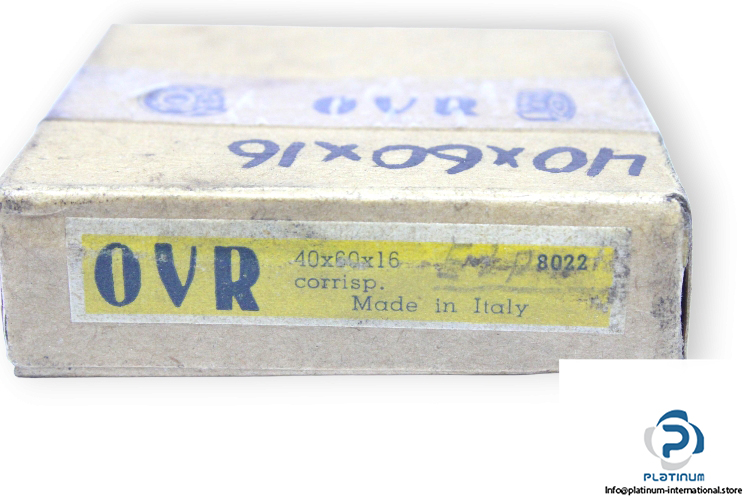 OVR
40x60x16
OVR
40x60x16
8022
corrisp.
Made in Italy
PLATINUM
Info@platinum-international.store